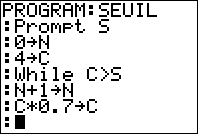 PROGRAM:SEUIL
:Prompt S
:0→N
:4→C
:While C>S
:N+1→N
:C*0.7→C
: